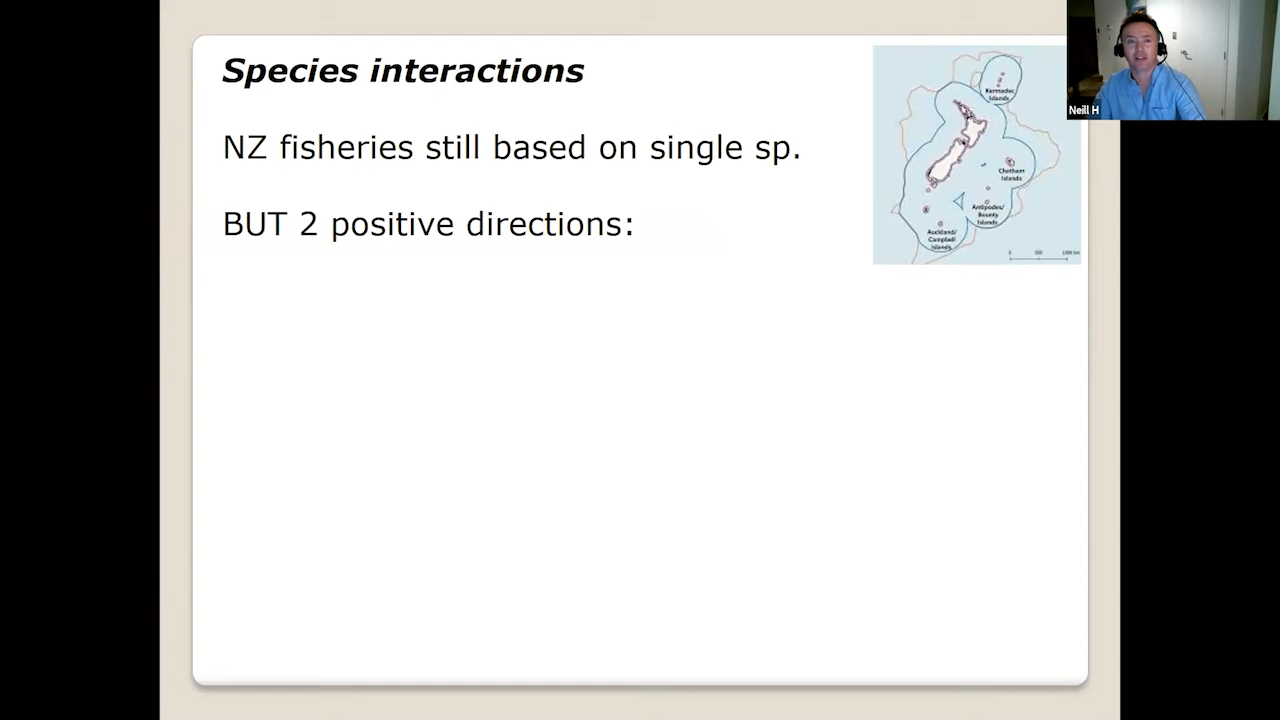 Species interactions
NZ fisheries still based on single sp.
BUT 2 positive directions:
Kermadec
Islands
Chatham
Islands
Antipodes/
Bounty
Islands
Auckland/
Campbell
Islands
Neill H